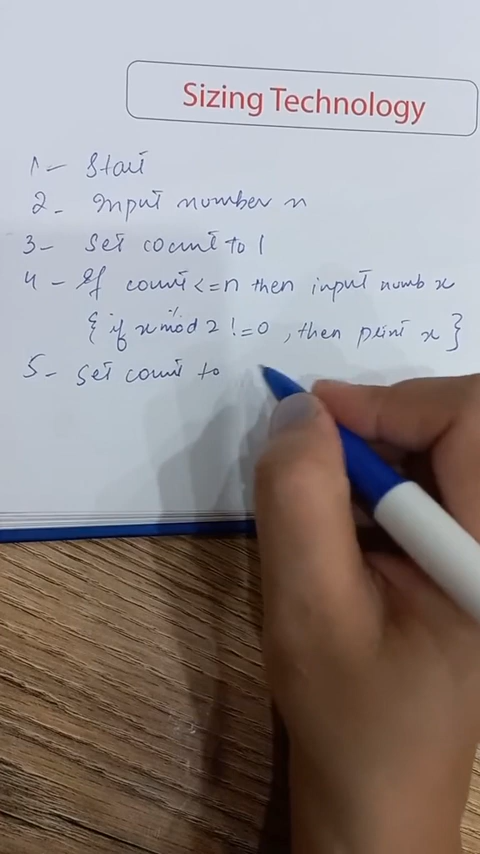 Sizing Technology
1- Start
2- Input number n
3- Set count to 1
4- If count <= n then input numb x
{ if x mod % 2 != 0 , then print x }
5- Set count to